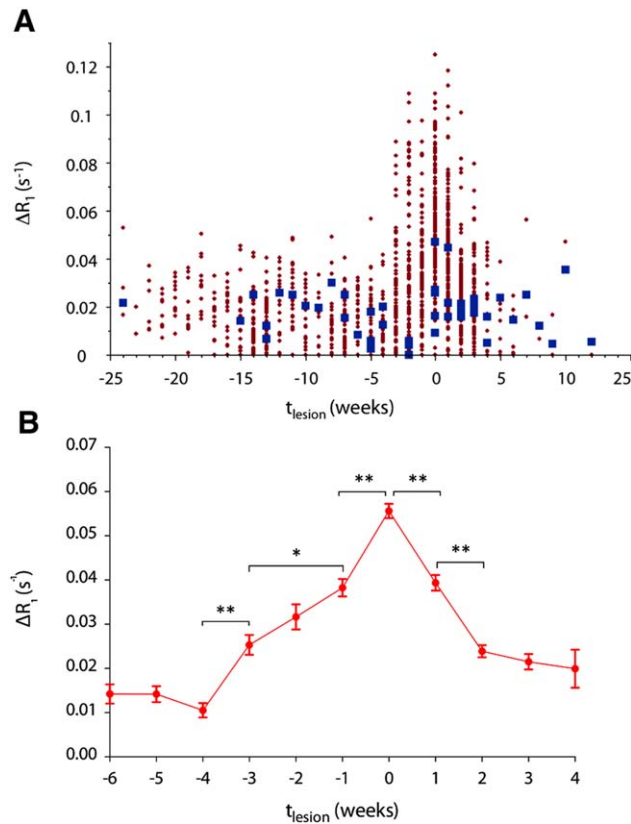 A
ΔR₁ (s⁻¹)
0.12
0.1
0.08
0.06
0.04
0.02
0
-25 -20 -15 -10 -5 0 5 10 15 20 25
t_lesion (weeks)
B
ΔR₁ (s⁻¹)
0.07
0.06
0.05
0.04
0.03
0.02
0.01
0.00
** **
* **
**
-6 -5 -4 -3 -2 -1 0 1 2 3 4
t_lesion (weeks)